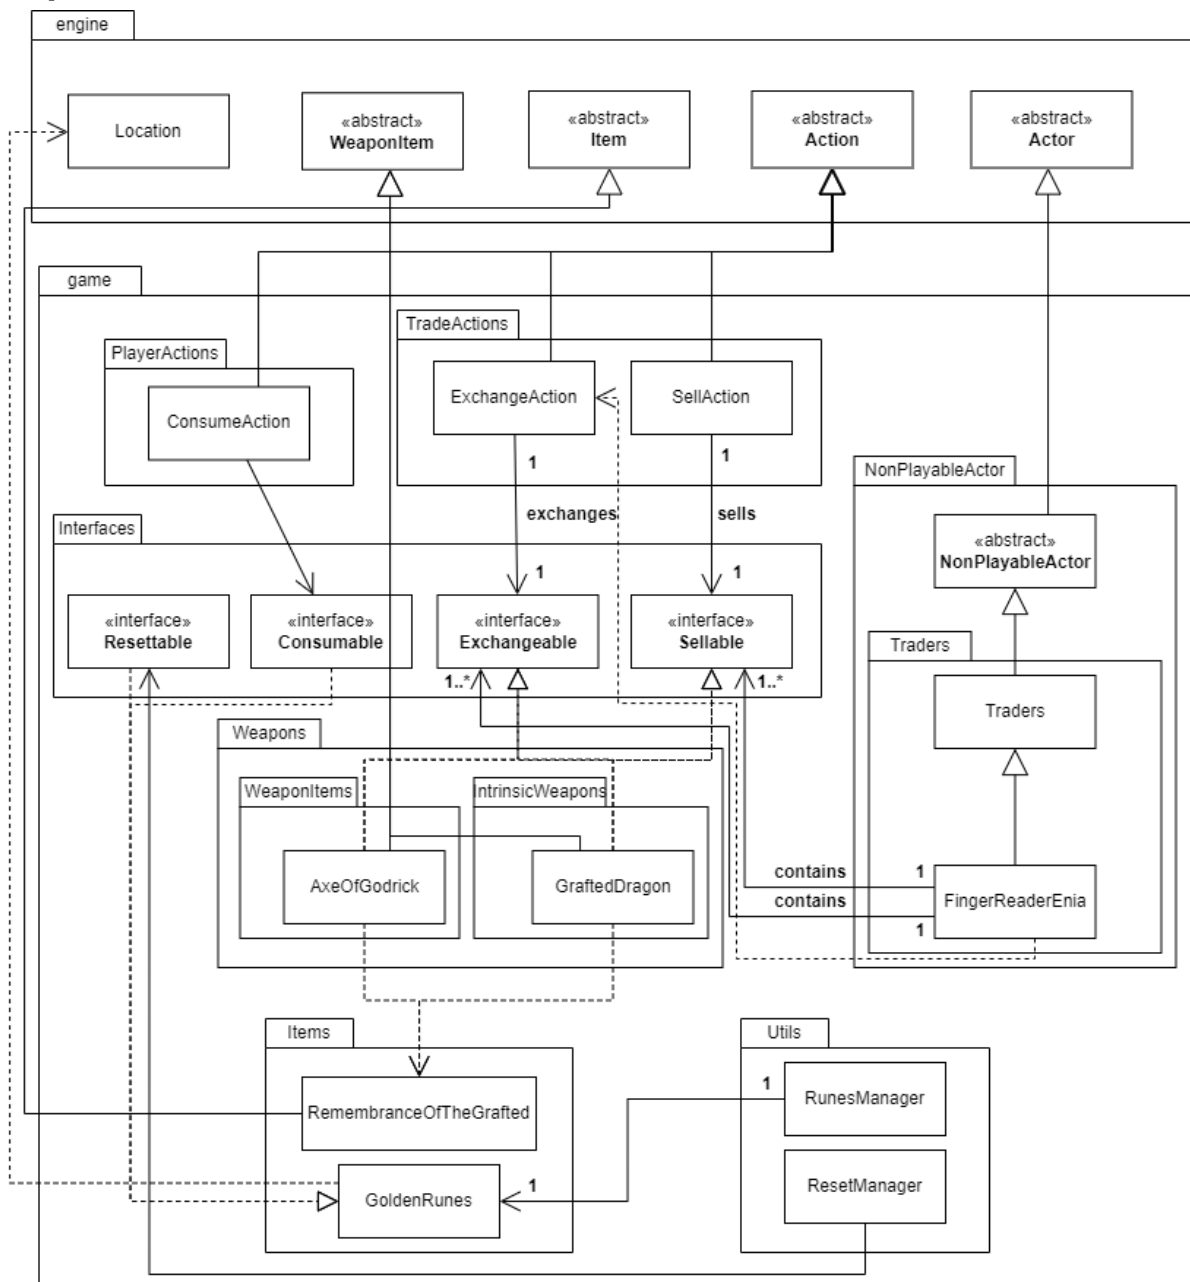 engine
Location
«abstract»
WeaponItem
«abstract»
Item
«abstract»
Action
«abstract»
Actor
game
PlayerActions
ConsumeAction
TradeActions
ExchangeAction
SellAction
1
1
exchanges
sells
1
1
NonPlayableActor
«abstract»
NonPlayableActor
Interfaces
«interface»
Resettable
«interface»
Consumable
«interface»
Exchangeable
«interface»
Sellable
1..*
1..*
Traders
Traders
Weapons
WeaponItems
IntrinsicWeapons
AxeOfGodrick
GraftedDragon
contains
1
contains
1
FingerReaderEnia
Items
RemembranceOfTheGrafted
GoldenRunes
1
Utils
1
RunesManager
ResetManager